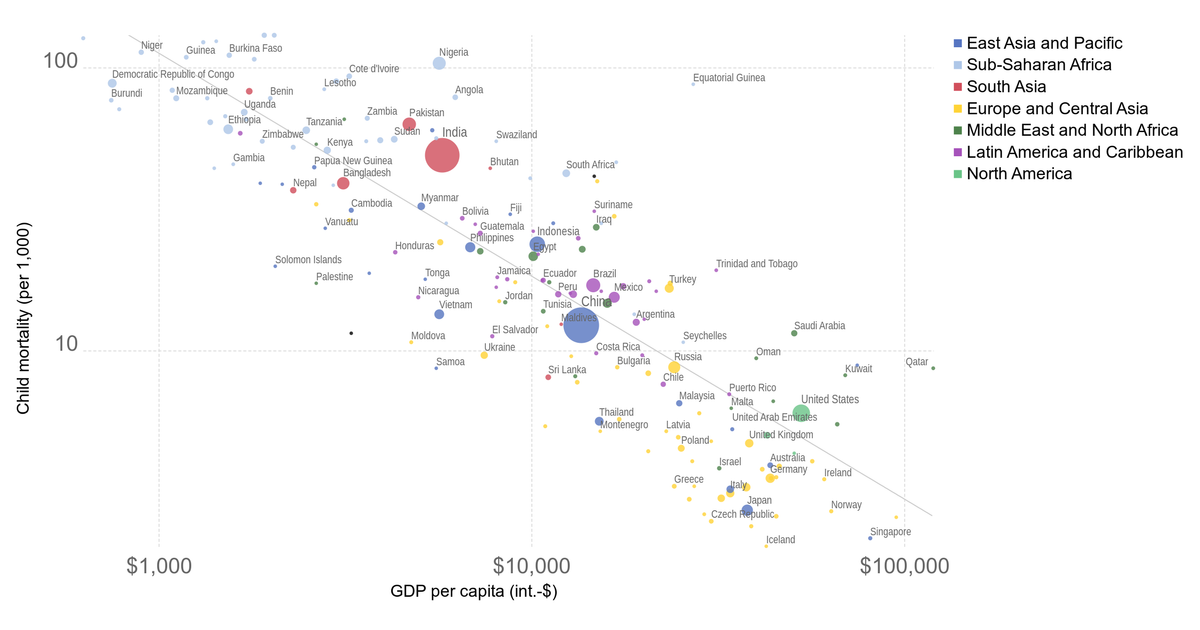 East Asia and Pacific
Sub-Saharan Africa
South Asia
Europe and Central Asia
Middle East and North Africa
Latin America and Caribbean
North America
Child mortality (per 1,000)
100
10
Niger
Guinea
Burkina Faso
Nigeria
Democratic Republic of Congo
Cote d'Ivoire
Lesotho
Equatorial Guinea
Burundi
Mozambique
Benin
Angola
Uganda
Ethiopia
Tanzania
Zambia
Pakistan
Zimbabwe
Kenya
Sudan
India
Swaziland
Gambia
Papua New Guinea
Bhutan
South Africa
Nepal
Bangladesh
Cambodia
Myanmar
Vanuatu
Bolivia
Fiji
Suriname
Iraq
Guatemala
Indonesia
Honduras
Philippines
Egypt
Solomon Islands
Palestine
Tonga
Jamaica
Ecuador
Brazil
Turkey
Trinidad and Tobago
Nicaragua
Jordan
Peru
Mexico
Vietnam
Tunisia
China
Maldives
Argentina
Moldova
El Salvador
Seychelles
Saudi Arabia
Ukraine
Costa Rica
Samoa
Sri Lanka
Bulgaria
Russia
Oman
Kuwait
Qatar
Chile
Malaysia
Puerto Rico
Malta
United States
Thailand
Montenegro
Latvia
United Arab Emirates
Poland
United Kingdom
Israel
Australia
Germany
Ireland
Greece
Italy
Japan
Norway
Czech Republic
Iceland
Singapore
$1,000
$10,000
$100,000
GDP per capita (int.-$)